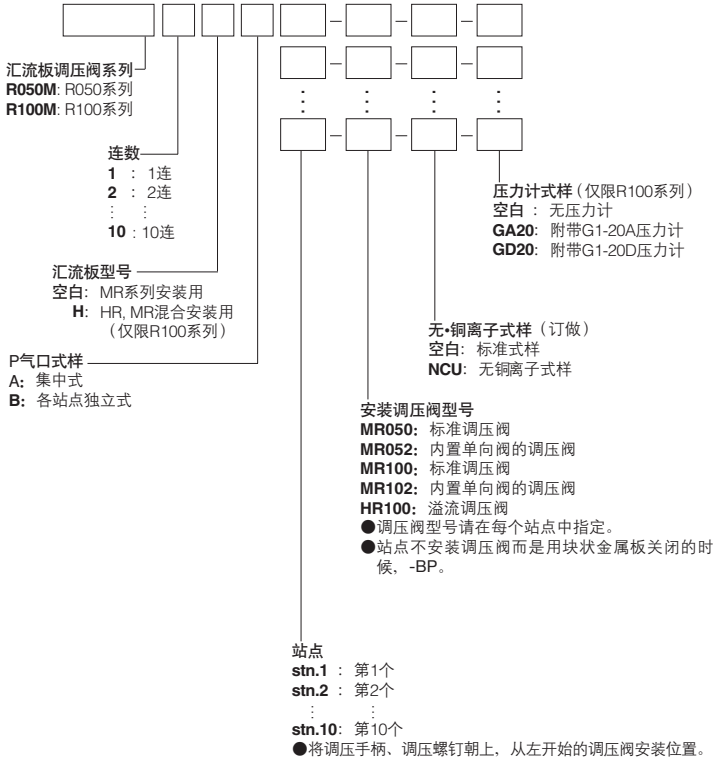 ●订购型号
汇流板调压阀系列
R050M: R050系列
R100M: R100系列
连数
1 : 1连
2 : 2连
⋮ ⋮
10 : 10连
汇流板型号
空白: MR系列安装用
H: HR, MR混合安装用
（仅限R100系列）
P气口式样
A: 集中式
B: 各站点独立式
压力计式样（仅限R100系列）
空白 : 无压力计
GA20: 附带G1-20A压力计
GD20: 附带G1-20D压力计
无•铜离子式样（订做）
空白: 标准式样
NCU: 无铜离子式样
安装调压阀型号
MR050: 标准调压阀
MR052: 内置单向阀的调压阀
MR100: 标准调压阀
MR102: 内置单向阀的调压阀
HR100: 溢流调压阀
●调压阀型号请在每个站点中指定。
●站点不安装调压阀而是用块状金属板关闭的时
候，-BP。
站点
stn.1 : 第1个
stn.2 : 第2个
⋮ ⋮
stn.10: 第10个
●将调压手柄、调压螺钉朝上，从左开始的调压阀安装位置。